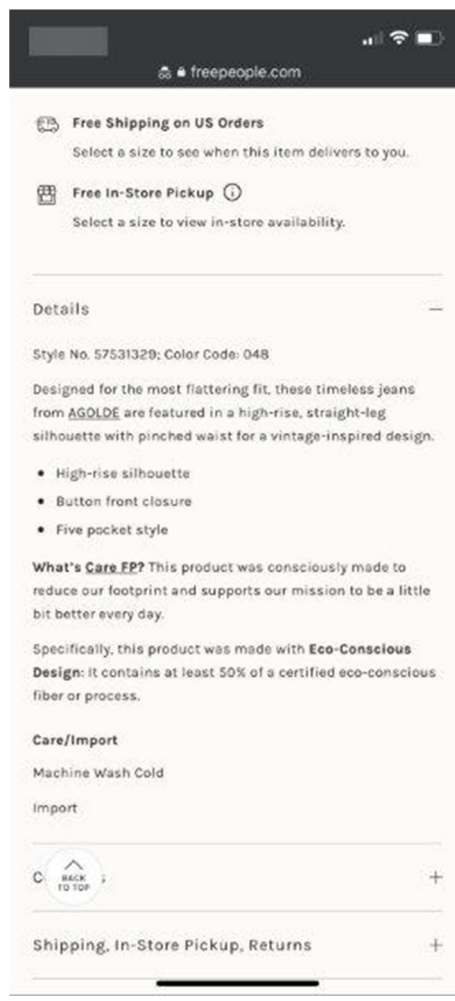 freepeople.com
Free Shipping on US Orders
Select a size to see when this item delivers to you.
Free In-Store Pickup
Select a size to view in-store availability.
Details
Style No. 57531329; Color Code: 048
Designed for the most flattering fit, these timeless jeans
from AGOLDE are featured in a high-rise, straight-leg
silhouette with pinched waist for a vintage-inspired design.
• High-rise silhouette
• Button front closure
• Five pocket style
What's Care FP? This product was consciously made to
reduce our footprint and supports our mission to be a little
bit better every day.
Specifically, this product was made with Eco-Conscious
Design: It contains at least 50% of a certified eco-conscious
fiber or process.
Care/Import
Machine Wash Cold
Import
BACK
TO TOP
Shipping, In-Store Pickup, Returns